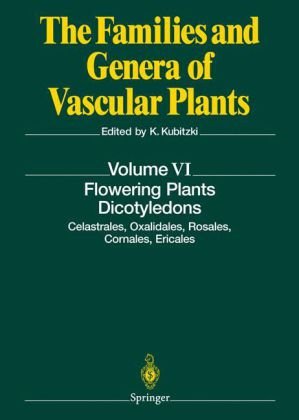 The Families and
Genera of
Vascular Plants
Edited by K. Kubitzki
Volume VI
Flowering Plants
Dicotyledons
Celastrales, Oxalidales, Rosales,
Cornales, Ericales
Springer